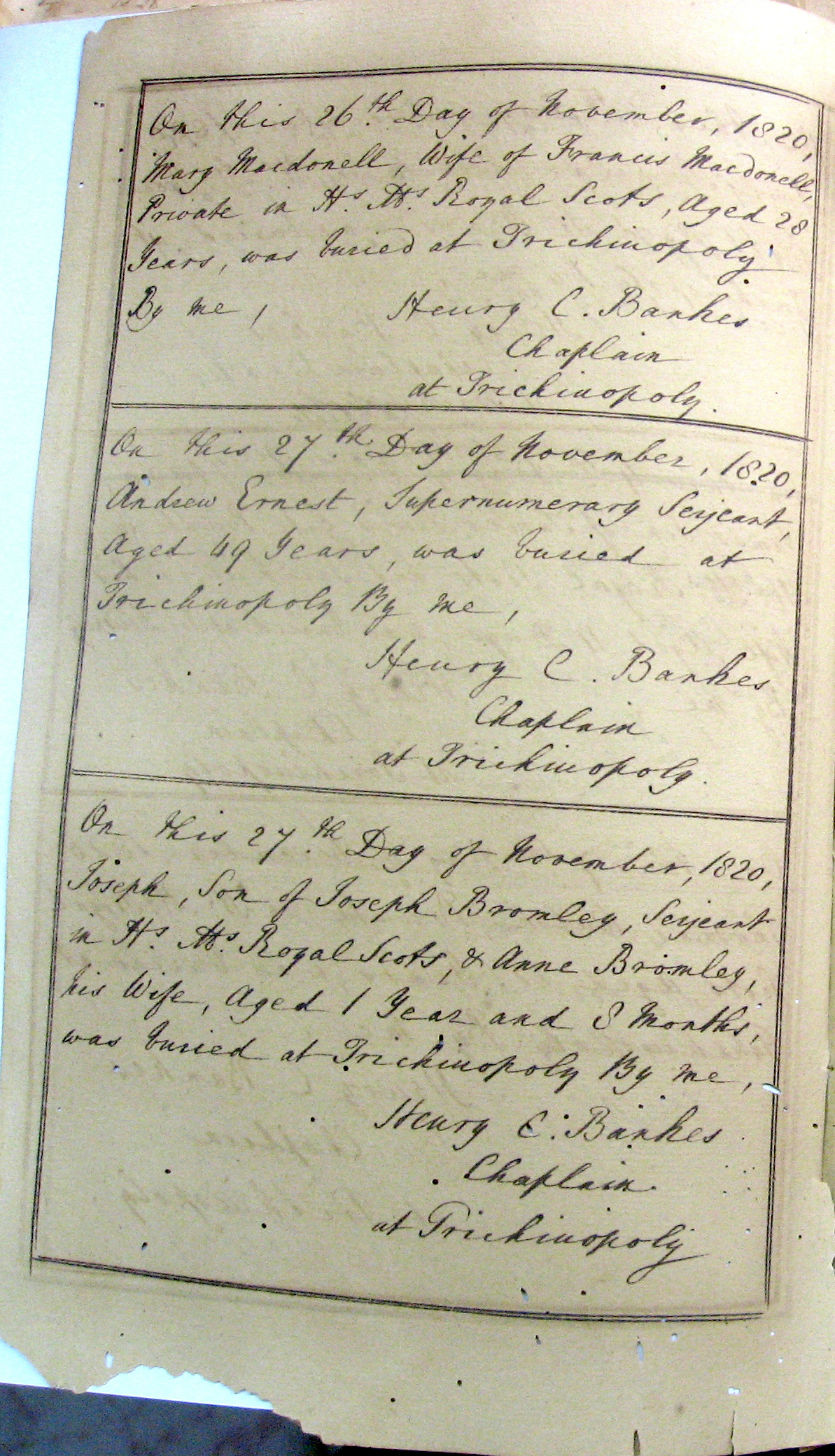 On this 26th Day of November, 1820,
Mary Macdonell, Wife of Francis Macdonell,
Private in H.s M.s Royal Scots, Aged 28
Years, was buried at Trichinopoly
By me, Henry C. Bankes
Chaplain
at Trichinopoly.
On this 27th Day of November, 1820,
Andrew Ernest, Supernumerary Serjeant,
Aged 49 Years, was buried at
Trichinopoly By me,
Henry C. Bankes
Chaplain
at Trichinopoly.
On this 27th Day of November, 1820,
Joseph, Son of Joseph Bromley, Serjeant
in H.s M.s Royal Scots, & Anne Bromley,
his Wife, Aged 1 Year and 8 Months,
was buried at Trichinopoly By me,
Henry C. Bankes
Chaplain
at Trichinopoly